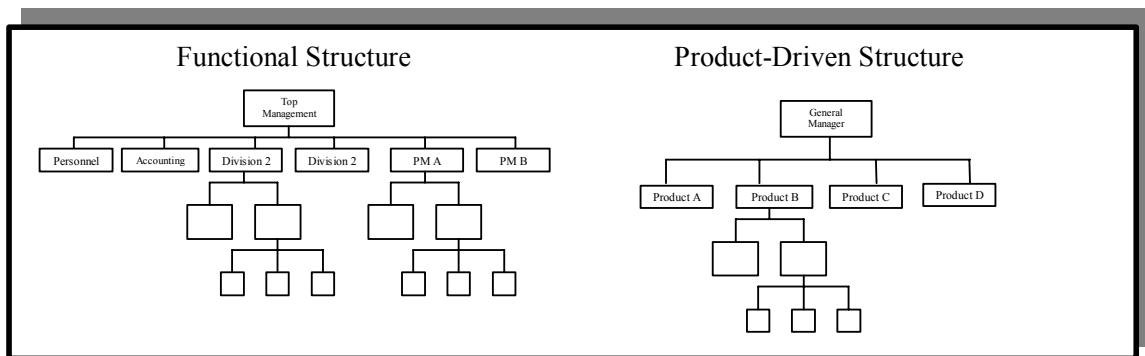 Functional Structure
Product-Driven Structure
Top
Management
Personnel
Accounting
Division 2
Division 2
PM A
PM B
General
Manager
Product A
Product B
Product C
Product D